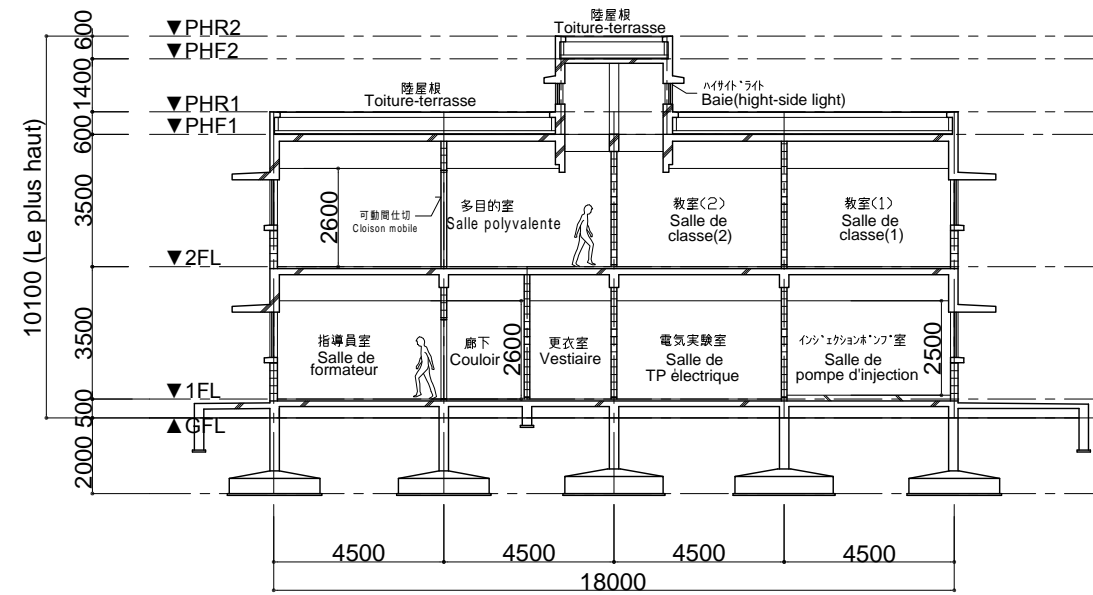 陸屋根
Toiture-terrasse
▼PHR2
▼PHF2
▼PHR1
▼PHF1
▼2FL
▼1FL
▲GFL
600
1400
600
3500
3500
500
2000
10100 (Le plus haut)
陸屋根
Toiture-terrasse
ハイサイドライト
Baie(hight-side light)
2600
可動間仕切
Cloison mobile
多目的室
Salle polyvalente
教室(2)
Salle de
classe(2)
教室(1)
Salle de
classe(1)
指導員室
Salle de
formateur
廊下
Couloir
2600
更衣室
Vestiaire
電気実験室
Salle de
TP èlectrique
インジェクションポンプ室
Salle de
pompe d'injection
2500
4500
4500
4500
4500
18000